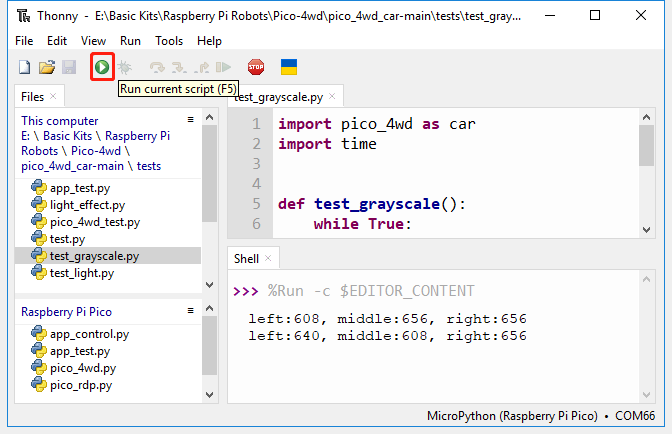 Thonny - E:\Basic Kits\Raspberry Pi Robots\Pico-4wd\pico_4wd_car-main\tests\test_gray...
File Edit View Run Tools Help
STOP
Run current script (F5)
Files
This computer
E: \ Basic Kits \ Raspberry Pi
Robots \ Pico-4wd \
pico_4wd_car-main \ tests
app_test.py
light_effect.py
pico_4wd_test.py
test.py
test_grayscale.py
test_light.py
Raspberry Pi Pico
app_control.py
app_test.py
pico_4wd.py
pico_rdp.py
test_grayscale.py
1 import pico_4wd as car
2 import time
3
4
5 def test_grayscale():
6 while True:
Shell
>>> %Run -c $EDITOR_CONTENT
left:608, middle:656, right:656
left:640, middle:608, right:656
MicroPython (Raspberry Pi Pico) • COM66